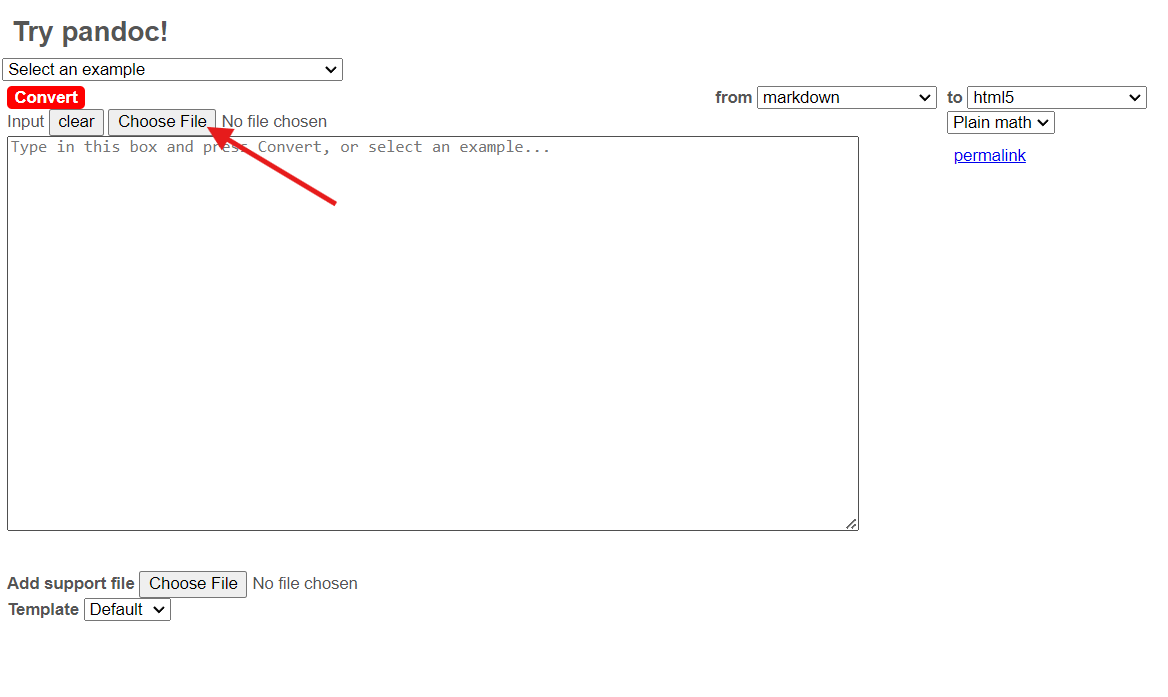 Try pandoc!
Select an example
Convert from markdown to html5
Input clear Choose File No file chosen Plain math
Type in this box and press Convert, or select an example...
permalink
Add support file Choose File No file chosen
Template Default